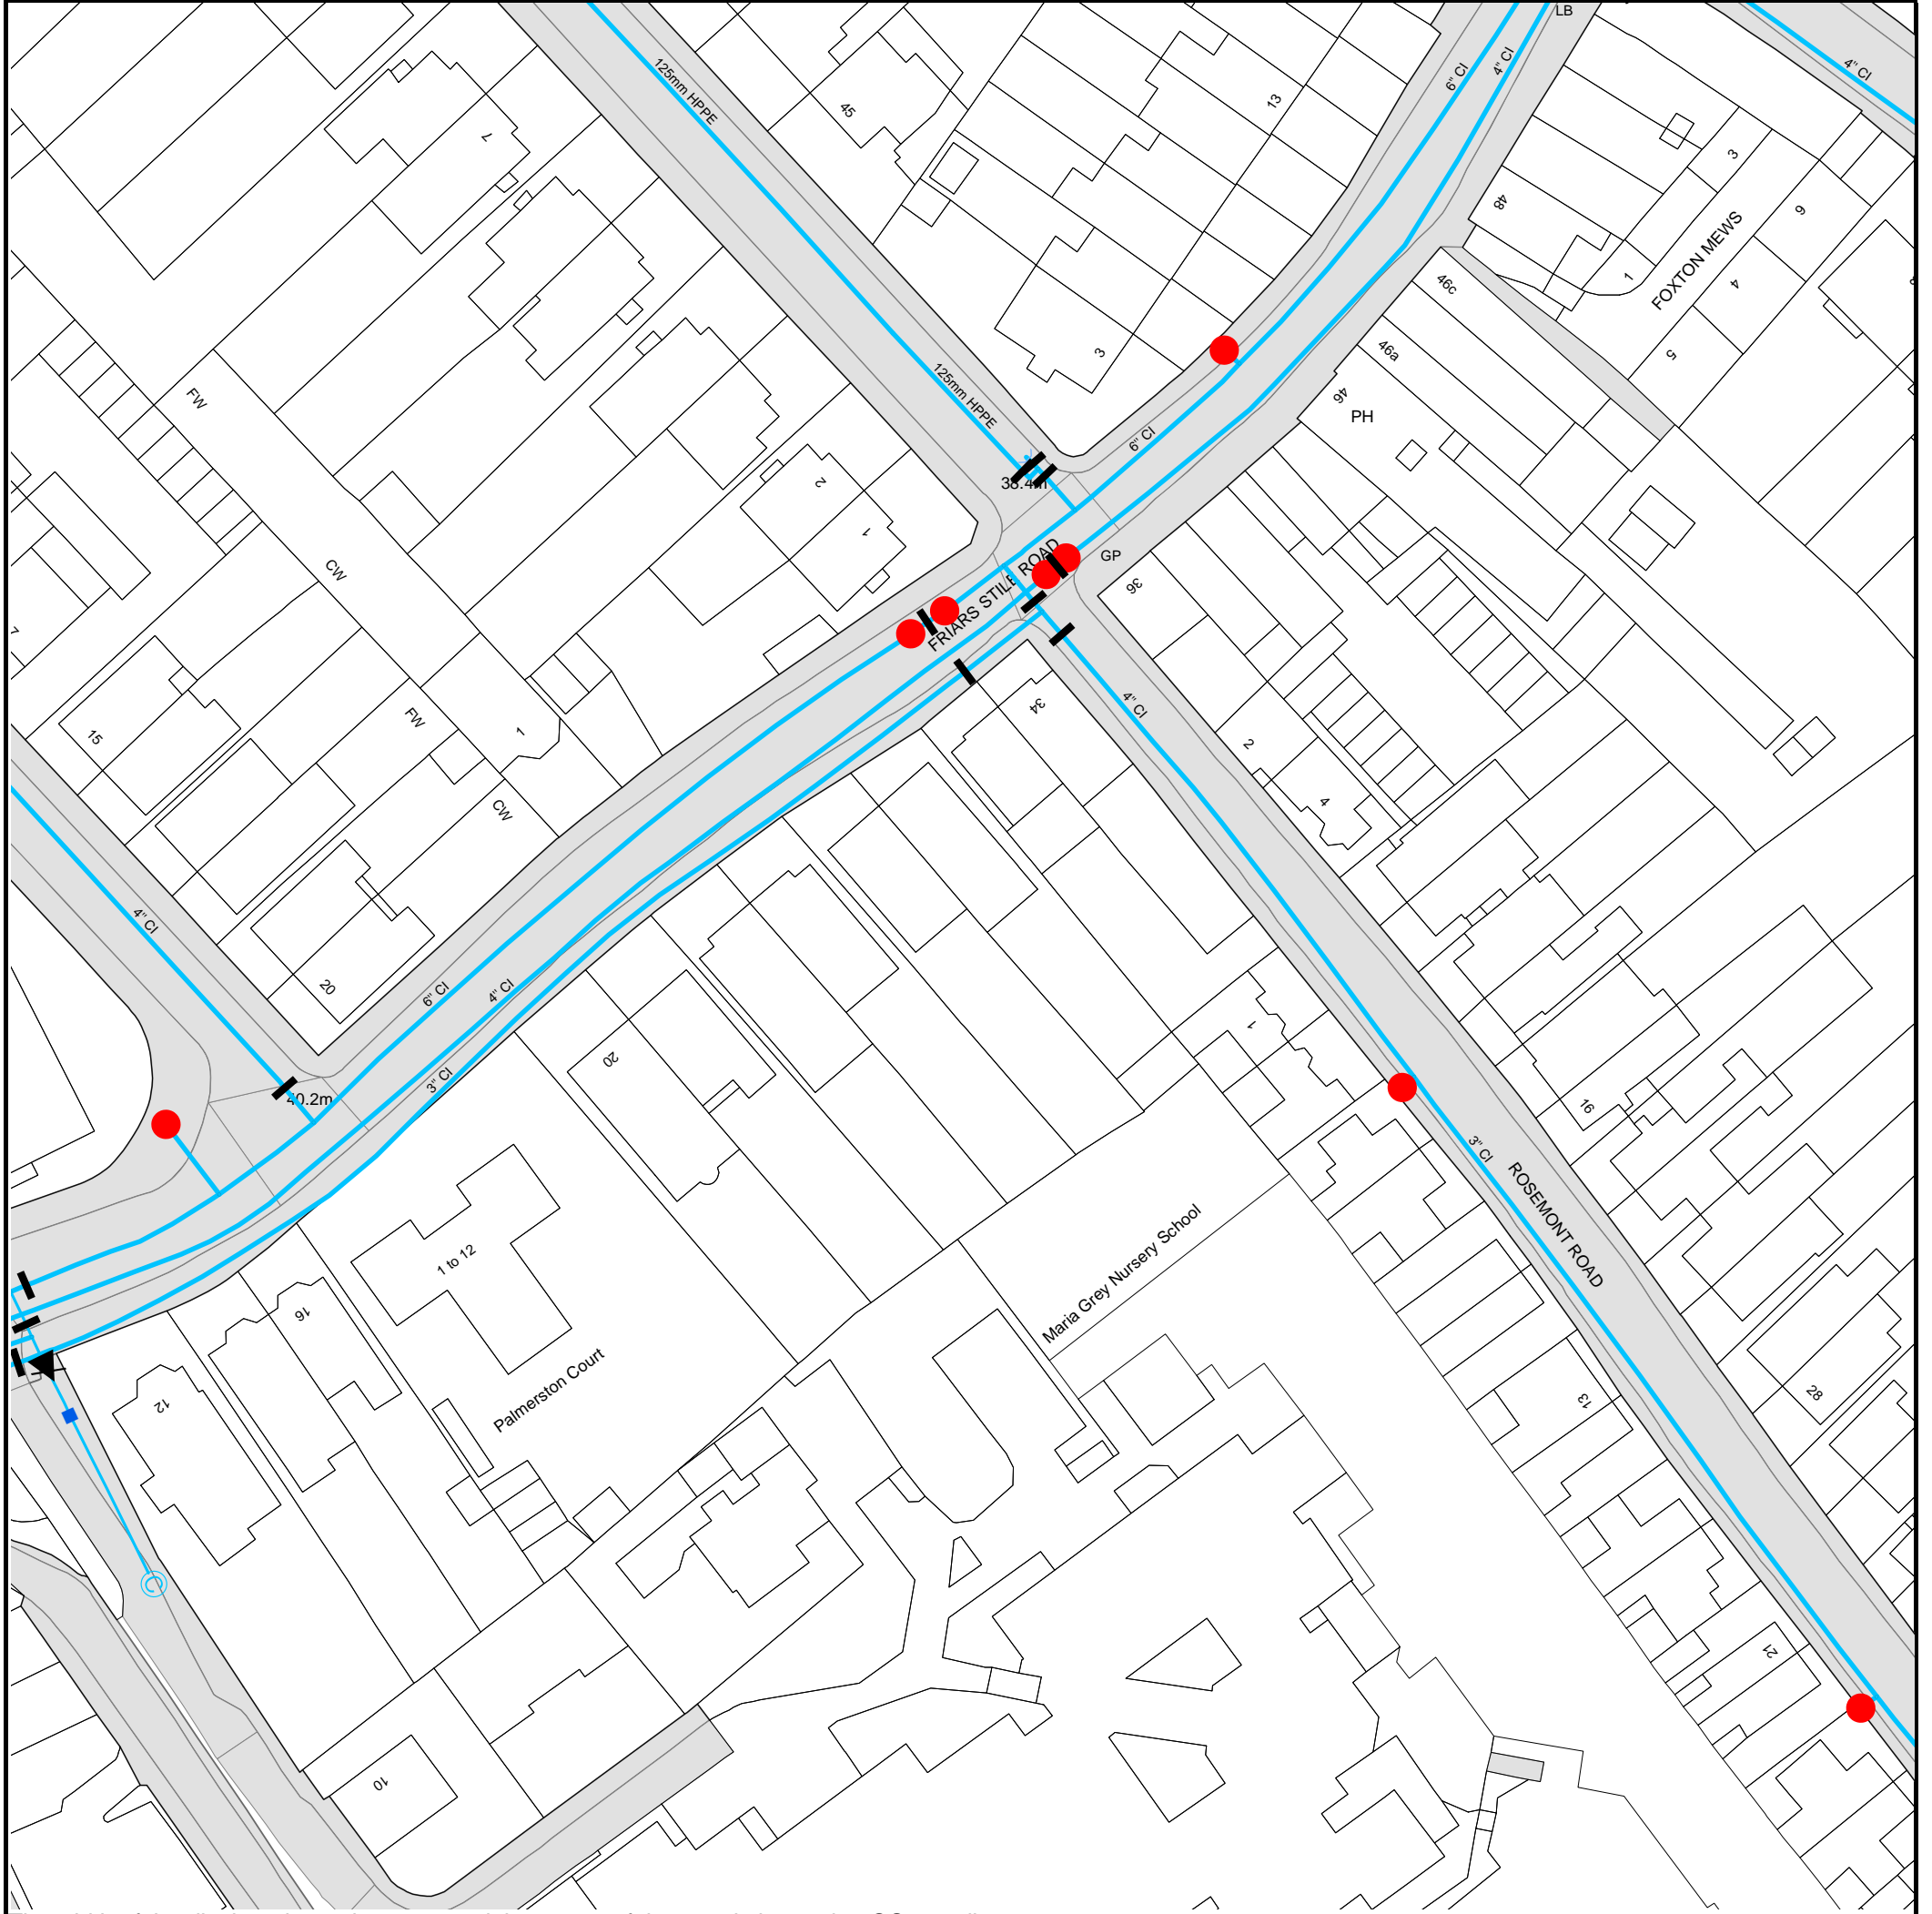 LB
6" CI
4" CI
4" CI
125mm HPPE
45
13
7
3
48
6
FOXTON MEWS
1
4
46c
5
46a
3
125mm HPPE
46
PH
FW
6" CI
2
38.4m
1
CW
FRIARS STILE ROAD
GP
36
7
4" CI
34
FW
1
15
2
4
CW
4" CI
20
6" CI
4" CI
1
20
3" CI
40.2m
16
3" CI
ROSEMONT ROAD
Maria Grey Nursery School
1 to 12
16
Palmerston Court
12
13
28
21
10